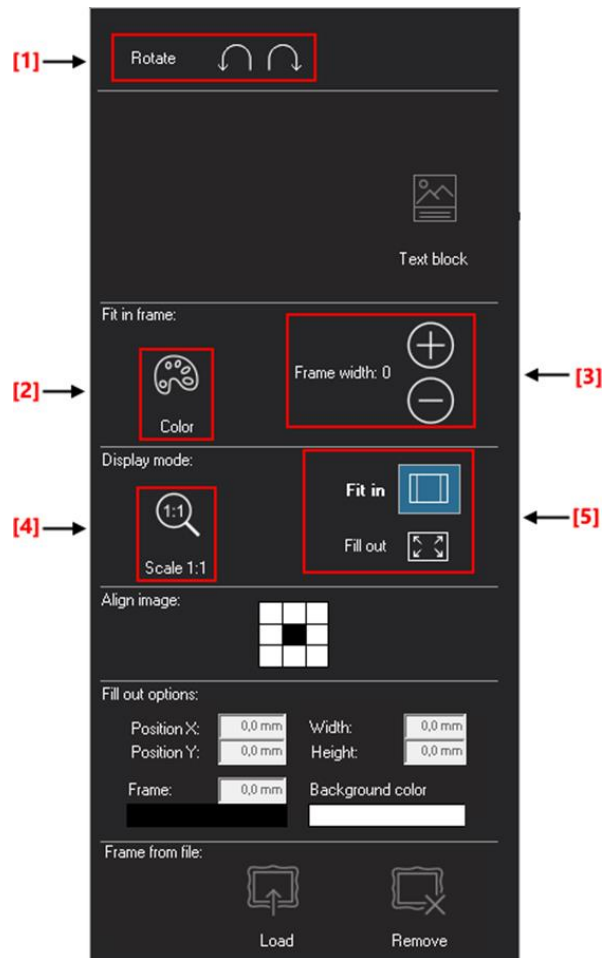 [1] Rotate
Text block
Fit in frame:
[2] Color
Frame width: 0 [3]
Display mode:
[4] 1:1
Scale 1:1
Fit in
Fill out [5]
Align image:
Fill out options:
Position X: 0,0 mm Width: 0,0 mm
Position Y: 0,0 mm Height: 0,0 mm
Frame: 0,0 mm Background color
Frame from file:
Load Remove